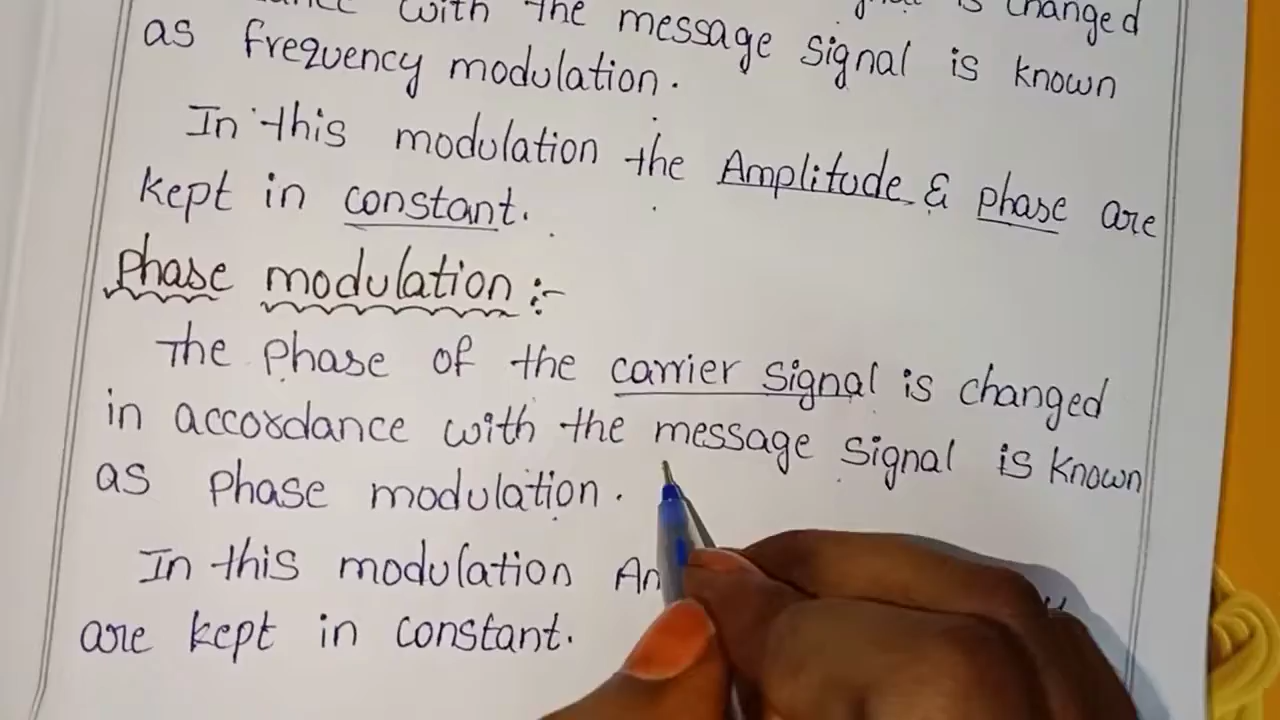 with the message signal is changed
as frequency modulation.
In this modulation the Amplitude & phase are
kept in constant.
Phase modulation :-
The Phase of the carrier signal is changed
in accordance with the message signal is known
as Phase modulation.
In this modulation
are kept in constant.